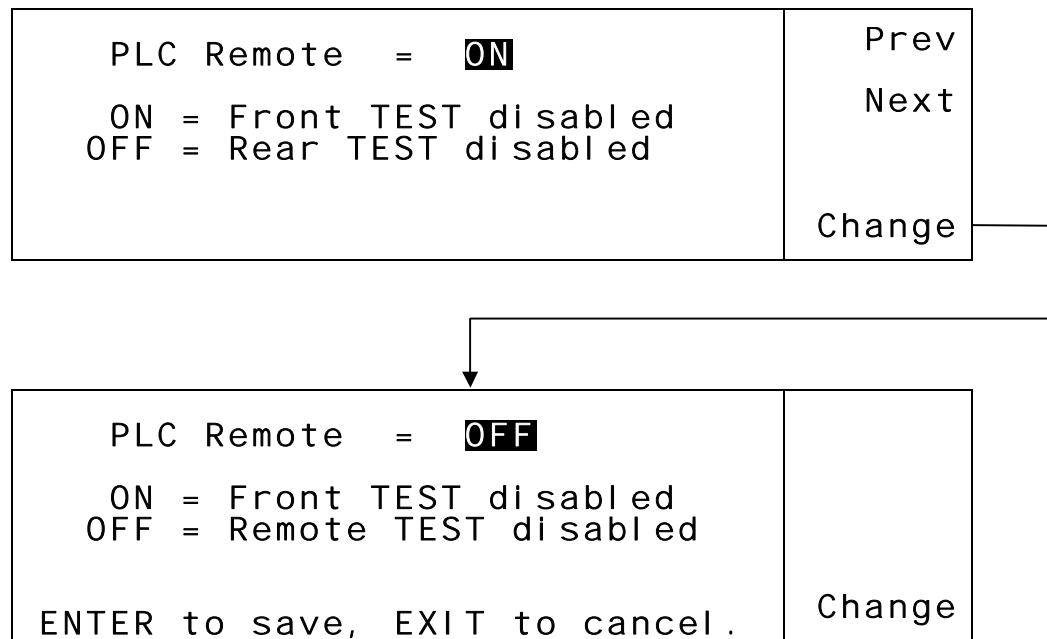 PLC Remote = ON
ON = Front TEST disabled
OFF = Rear TEST disabled
Prev
Next
Change
PLC Remote = OFF
ON = Front TEST disabled
OFF = Remote TEST disabled
ENTER to save, EXIT to cancel.
Change